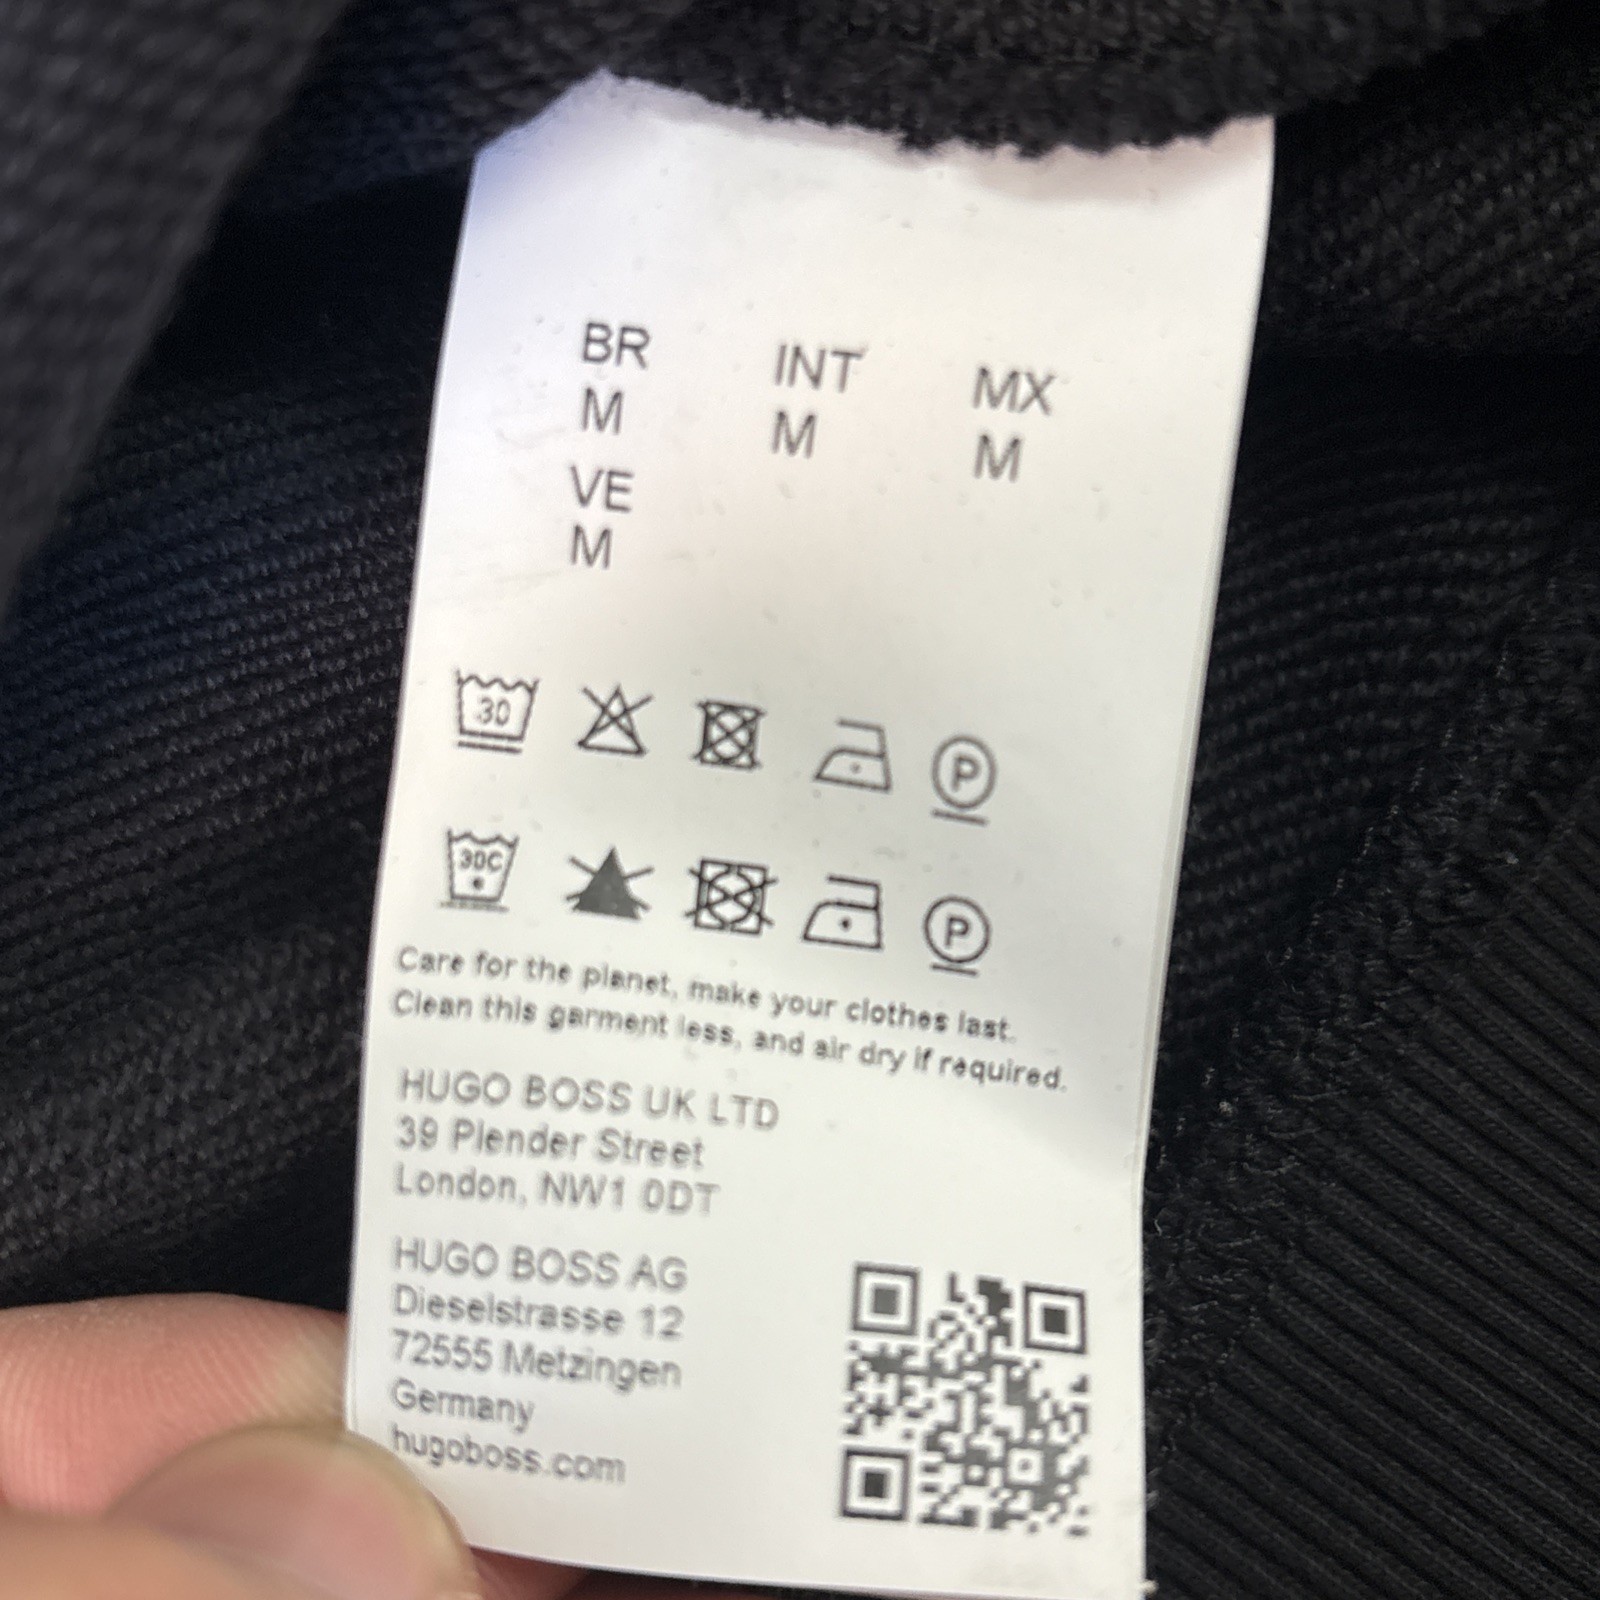 BR INT MX
M M M
VE
M
30 P
30C P
Care for the planet, make your clothes last.
Clean this garment less, and air dry if required.
HUGO BOSS UK LTD
39 Plender Street
London, NW1 0DT
HUGO BOSS AG
Dieselstrasse 12
72555 Metzingen
Germany
hugoboss.com